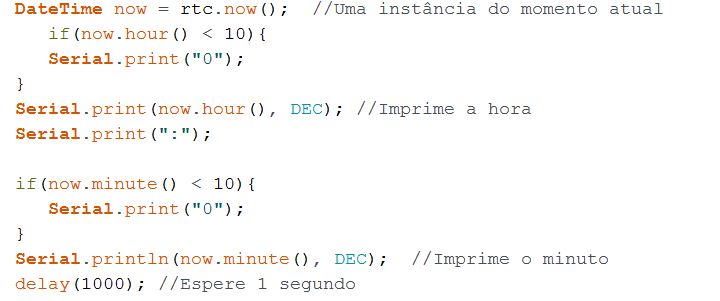 DateTime now = rtc.now();  //Uma instância do momento atual
  if(now.hour() < 10){
  Serial.print("0");
}
Serial.print(now.hour(), DEC); //Imprime a hora
Serial.print(":");

if(now.minute() < 10){
  Serial.print("0");
}
Serial.println(now.minute(), DEC);  //Imprime o minuto
delay(1000); //Espere 1 segundo